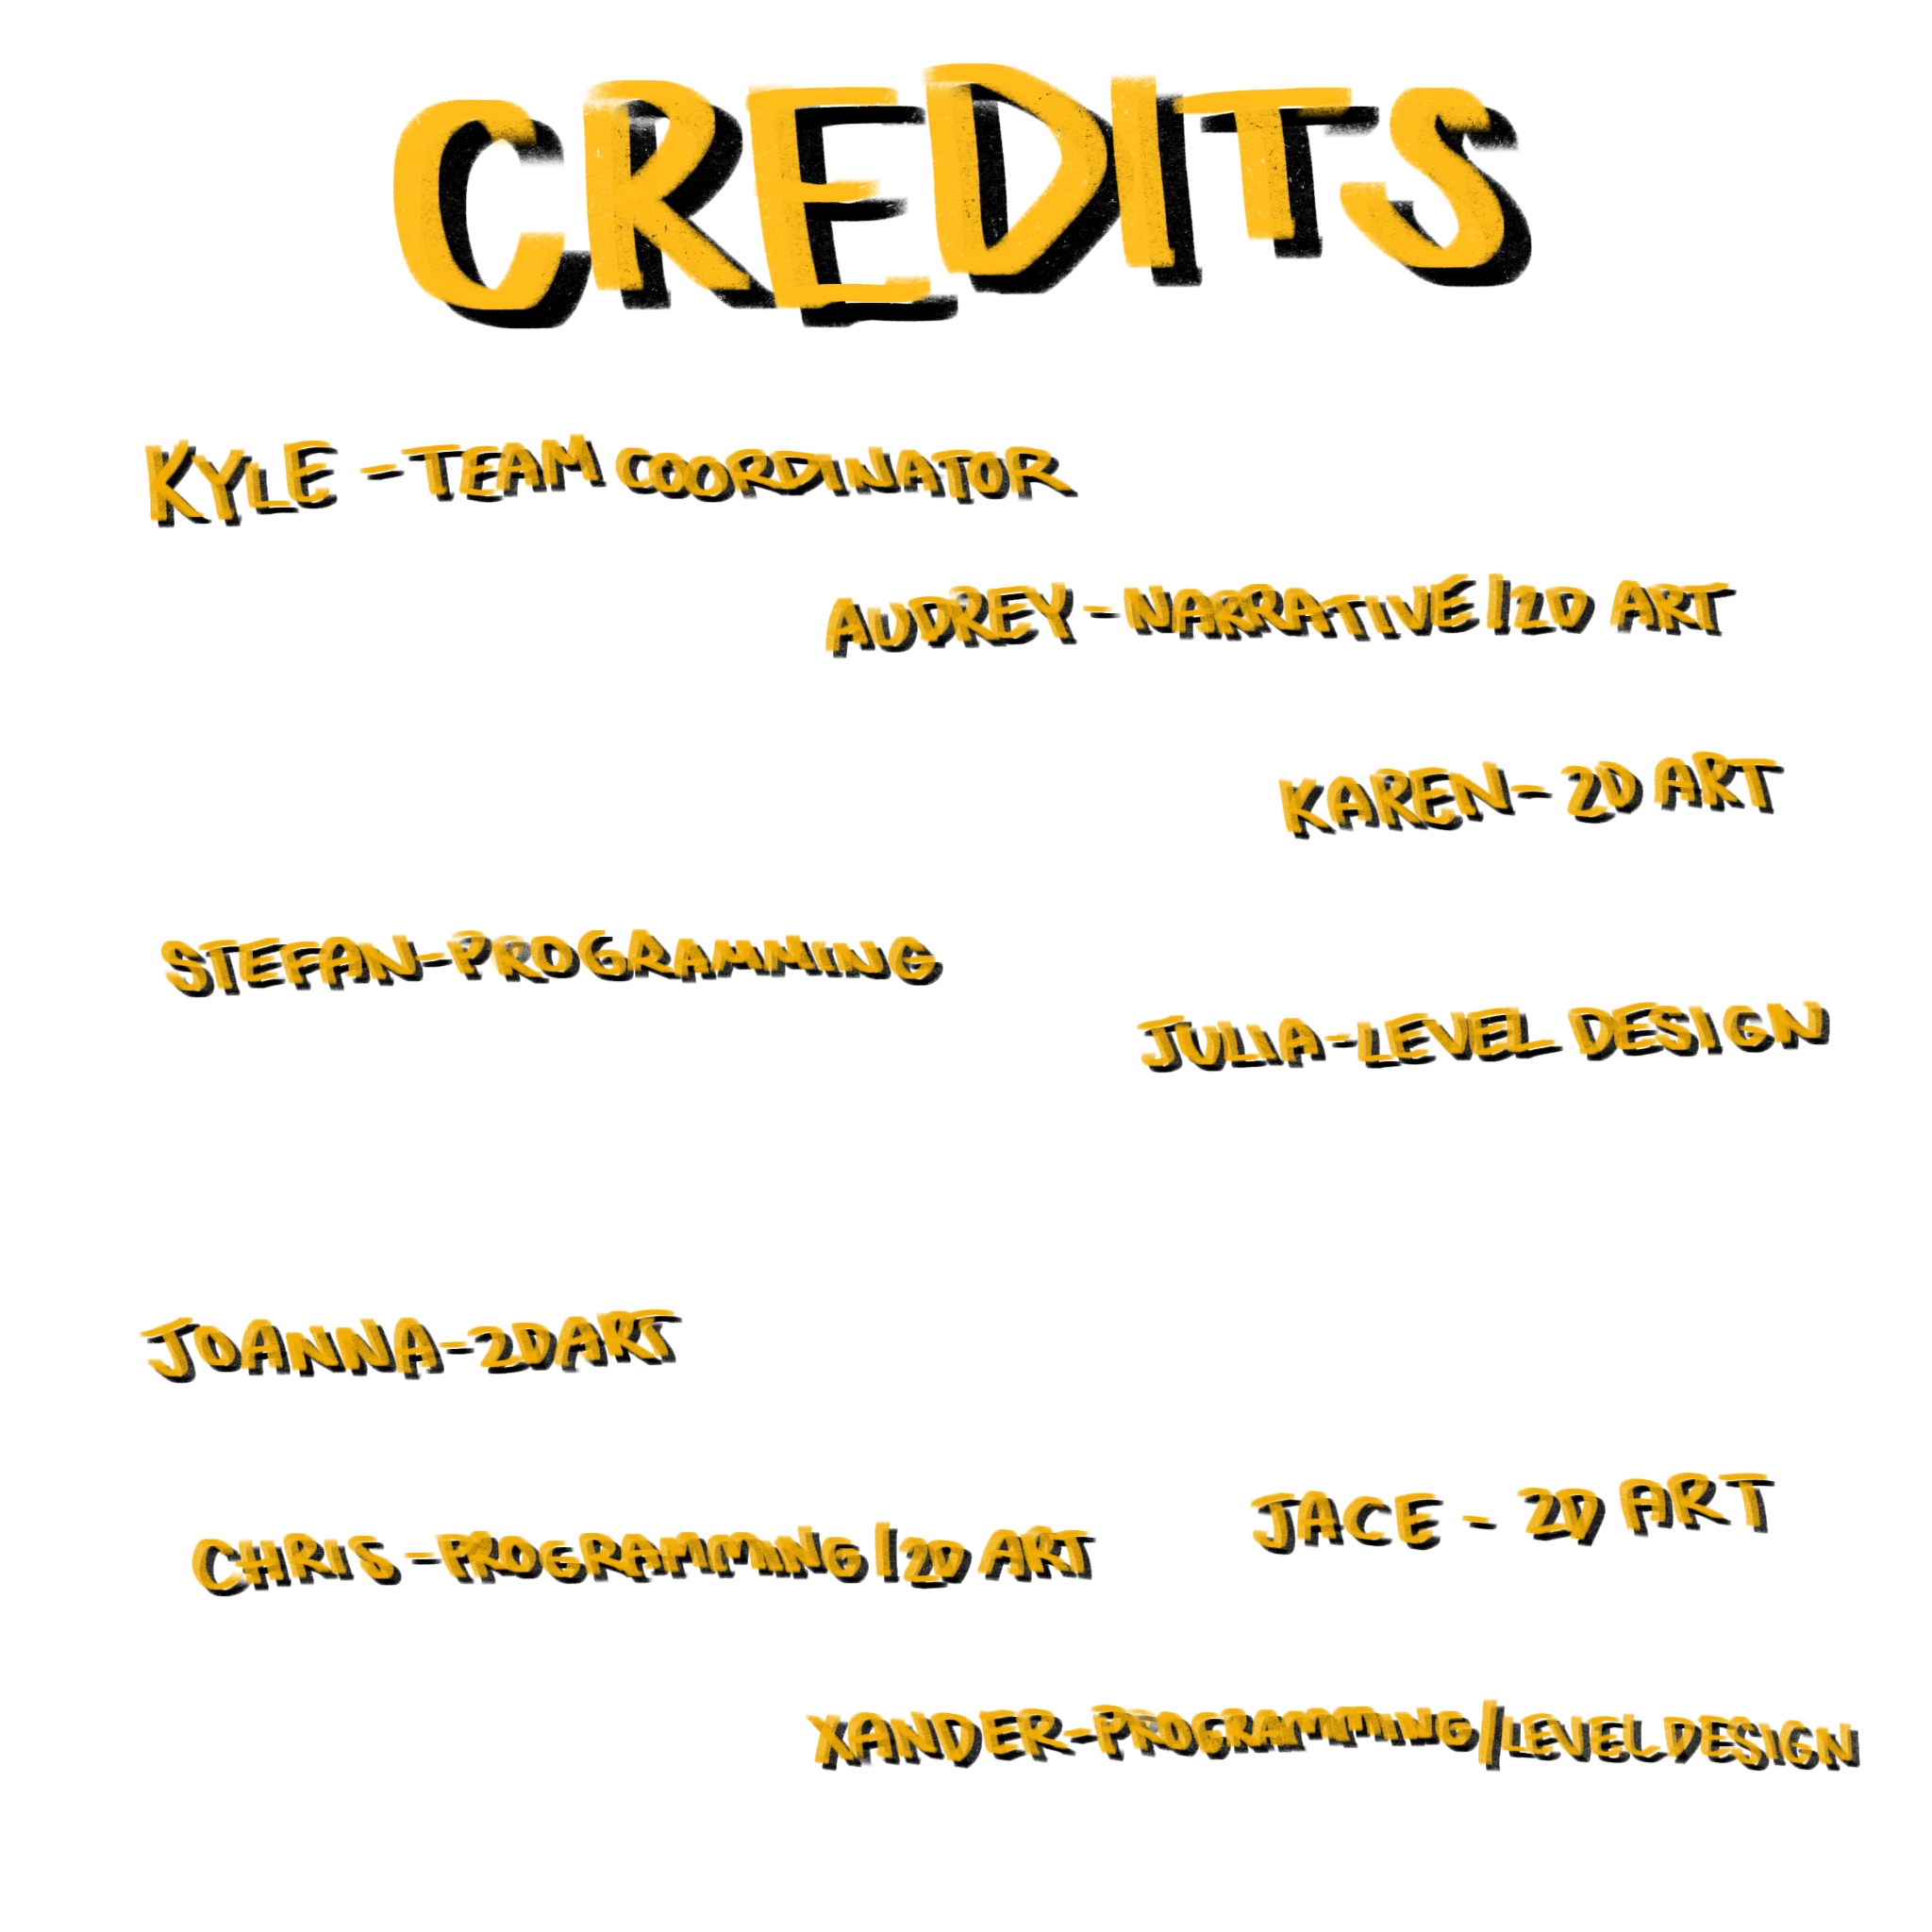 CREDITS
KYLE - TEAM COORDINATOR
AUDREY - NARRATIVE/2D ART
KAREN - 2D ART
STEFAN-PROGRAMMING
JULIA-LEVEL DESIGN
JOANNA-2D ART
JACE - 2D ART
CHRIS -PROGRAMMING/2D ART
XANDER-PROGRAMMING/LEVEL DESIGN